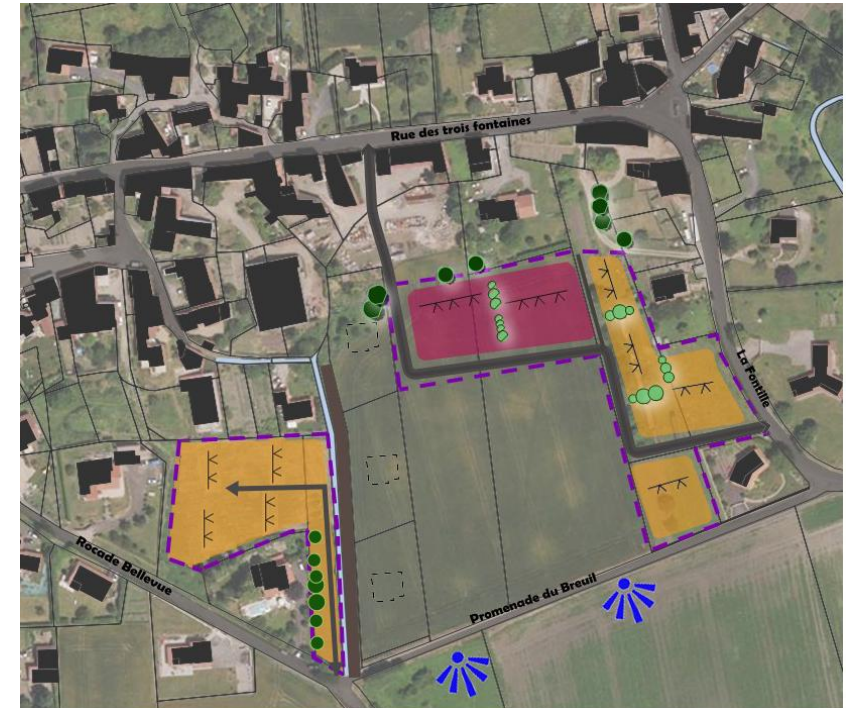 Rue des trois fontaines
La Fontille
Rocade Bellevue
Promenade du Breuil